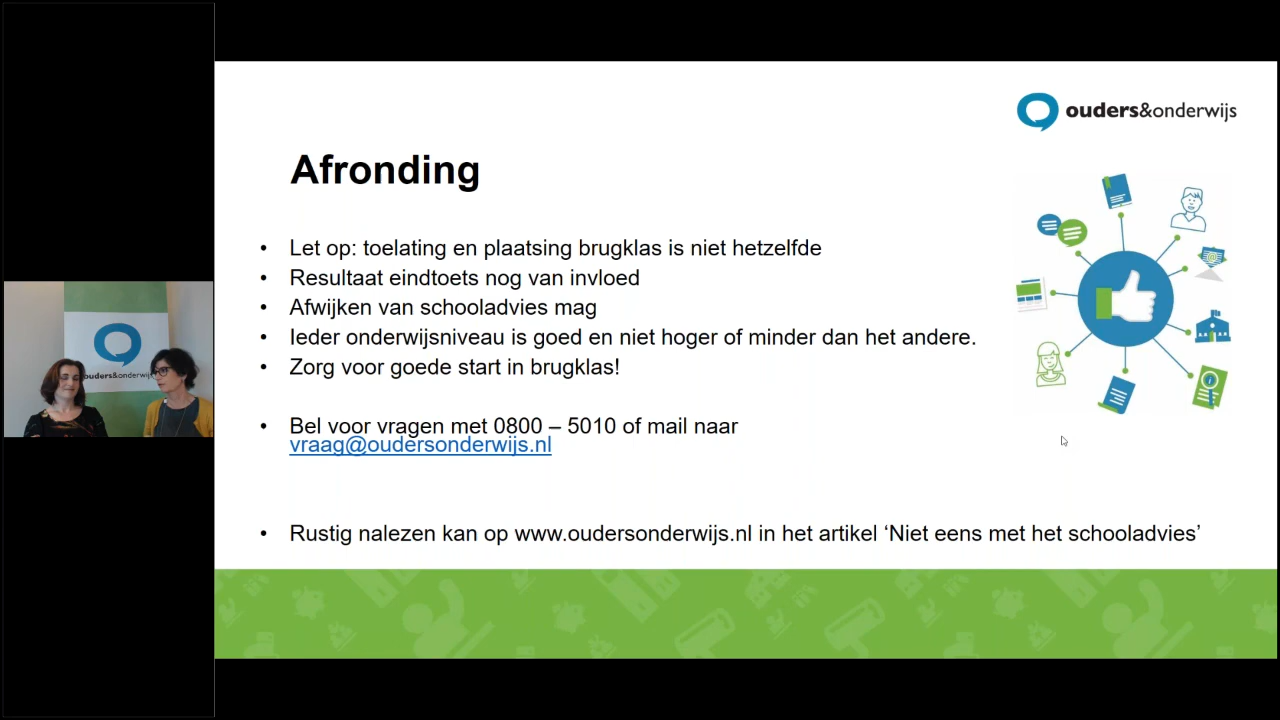 ouders&onderwijs
Afronding
• Let op: toelating en plaatsing brugklas is niet hetzelfde
• Resultaat eindtoets nog van invloed
• Afwijken van schooladvies mag
• Ieder onderwijsniveau is goed en niet hoger of minder dan het andere.
• Zorg voor goede start in brugklas!
• Bel voor vragen met 0800 – 5010 of mail naar
vraag@oudersonderwijs.nl
• Rustig nalezen kan op www.oudersonderwijs.nl in het artikel ‘Niet eens met het schooladvies’
ouders&onderwijs